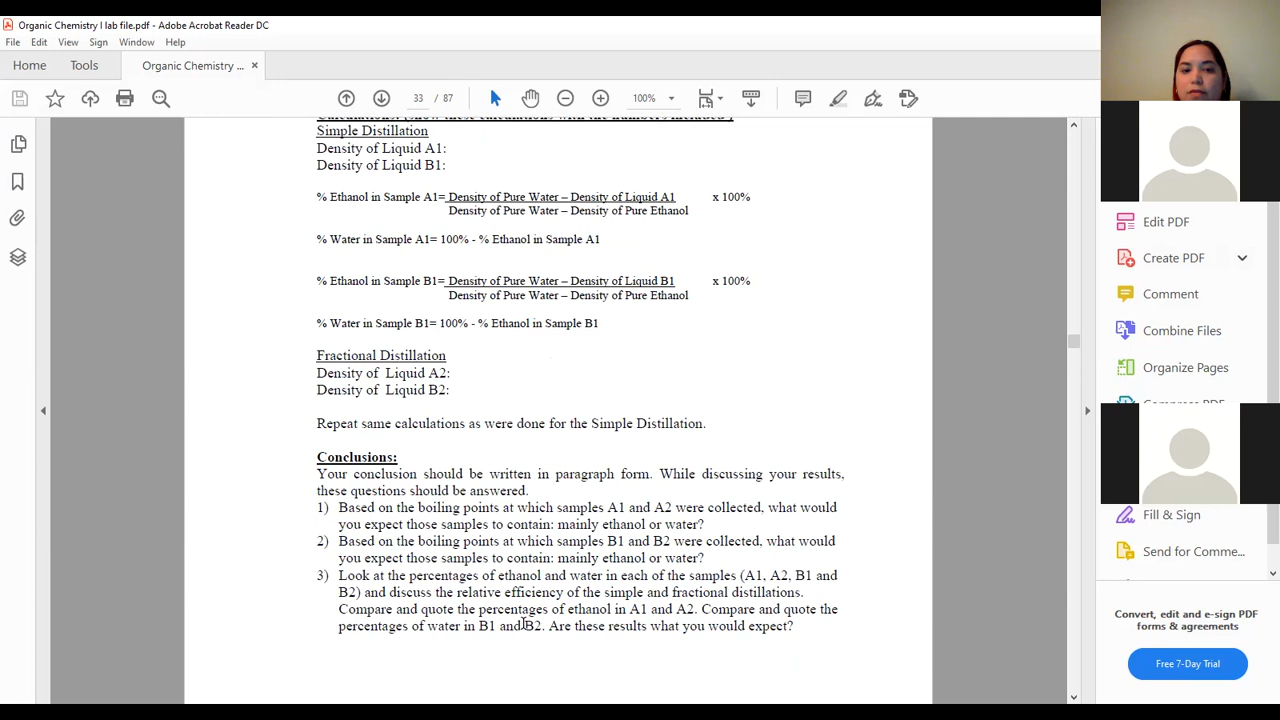 Organic Chemistry I lab file.pdf - Adobe Acrobat Reader DC
File Edit View Sign Window Help
Home Tools Organic Chemistry ... ×
33 / 87 100%
Calculations: (Show these calculations with the numbers included )
Simple Distillation
Density of Liquid A1:
Density of Liquid B1:
% Ethanol in Sample A1= Density of Pure Water – Density of Liquid A1 x 100%
Density of Pure Water – Density of Pure Ethanol
% Water in Sample A1= 100% - % Ethanol in Sample A1
% Ethanol in Sample B1= Density of Pure Water – Density of Liquid B1 x 100%
Density of Pure Water – Density of Pure Ethanol
% Water in Sample B1= 100% - % Ethanol in Sample B1
Fractional Distillation
Density of Liquid A2:
Density of Liquid B2:
Repeat same calculations as were done for the Simple Distillation.
Conclusions:
Your conclusion should be written in paragraph form. While discussing your results,
these questions should be answered.
1) Based on the boiling points at which samples A1 and A2 were collected, what would
you expect those samples to contain: mainly ethanol or water?
2) Based on the boiling points at which samples B1 and B2 were collected, what would
you expect those samples to contain: mainly ethanol or water?
3) Look at the percentages of ethanol and water in each of the samples (A1, A2, B1 and
B2) and discuss the relative efficiency of the simple and fractional distillations.
Compare and quote the percentages of ethanol in A1 and A2. Compare and quote the
percentages of water in B1 and B2. Are these results what you would expect?
Edit PDF
Create PDF
Comment
Combine Files
Organize Pages
Compress PDF
Fill & Sign
Send for Comme...
Convert, edit and e-sign PDF
forms & agreements
Free 7-Day Trial